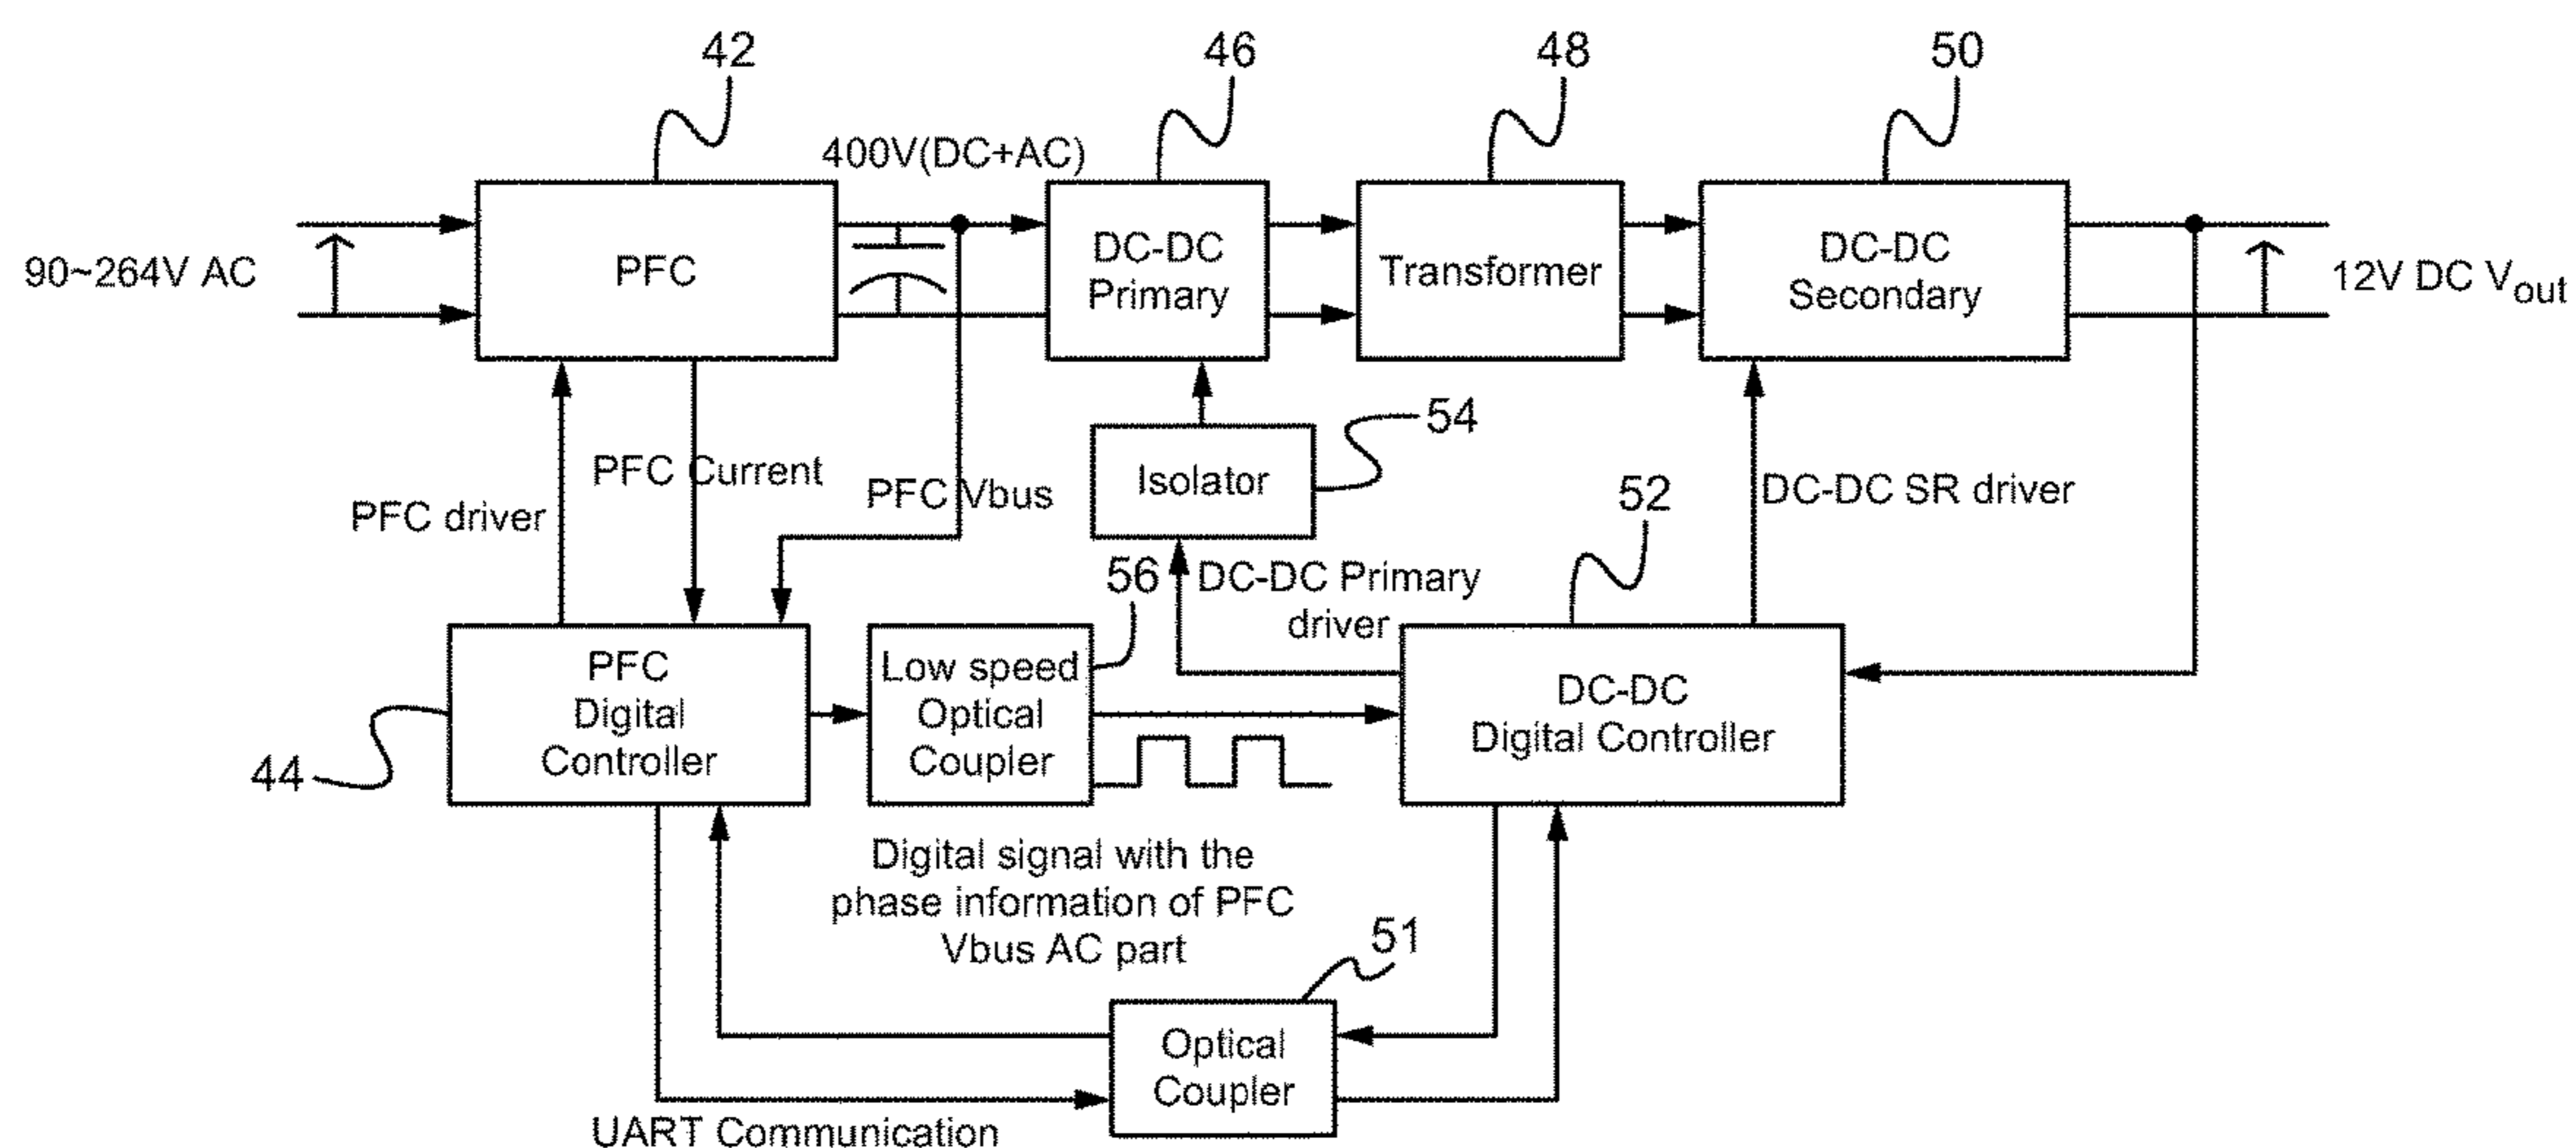 42
46
48
50
400V(DC+AC)
90~264V AC
PFC
DC-DC
Primary
Transformer
DC-DC
Secondary
12V DC Vout
54
PFC Current
PFC driver
PFC Vbus
Isolator
52
DC-DC SR driver
56
DC-DC Primary
driver
PFC
Digital
Controller
Low speed
Optical
Coupler
DC-DC
Digital Controller
44
Digital signal with the
phase information of PFC
Vbus AC part
51
Optical
Coupler
UART Communication